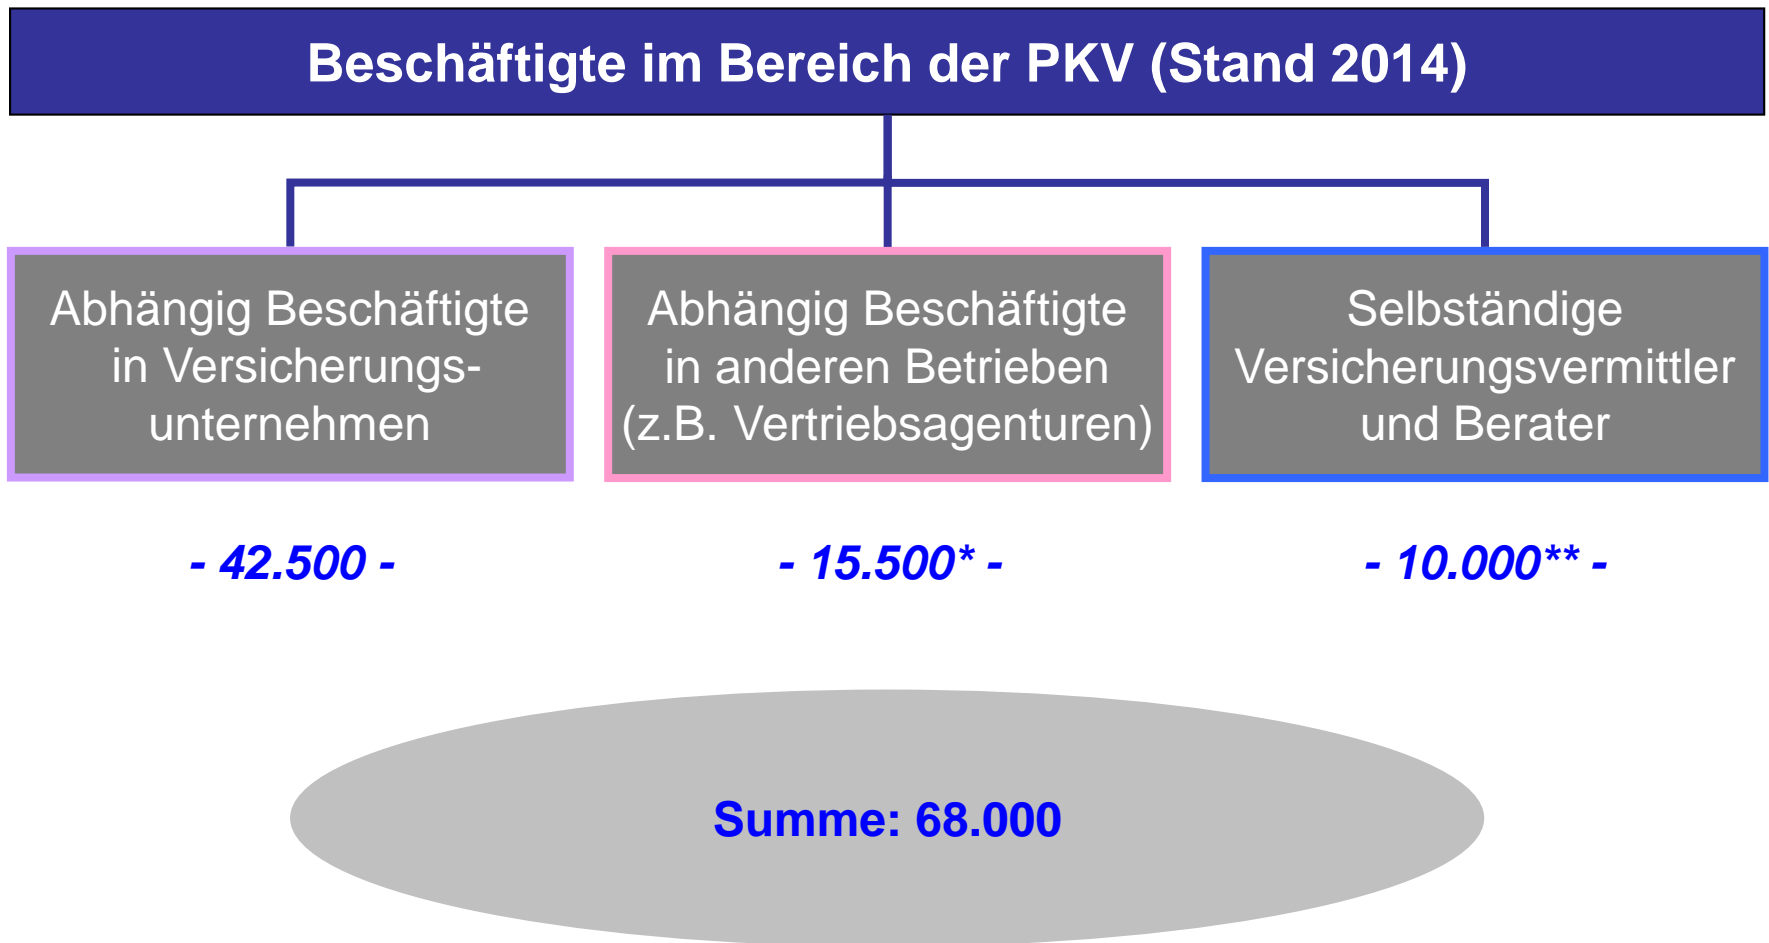 Beschäftigte im Bereich der PKV (Stand 2014)
Abhängig Beschäftigte
in Versicherungs-
unternehmen
Abhängig Beschäftigte
in anderen Betrieben
(z.B. Vertriebsagenturen)
Selbständige
Versicherungsvermittler
und Berater
- 42.500 -
- 15.500* -
- 10.000** -
Summe: 68.000